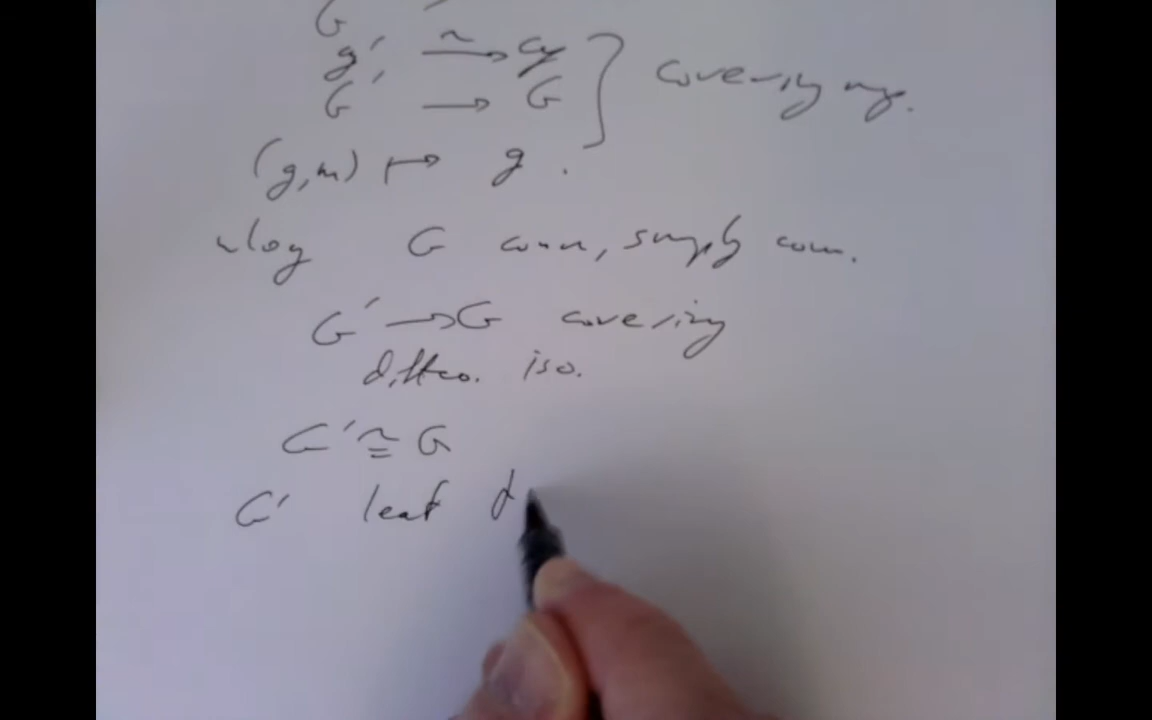 G'
g' ~→ g } covering map.
G' → G
(g,m) ↦ g .
wlog G conn, simply conn.
G' → G covering
diffeo. iso.
G' ≅ G
G' leaf